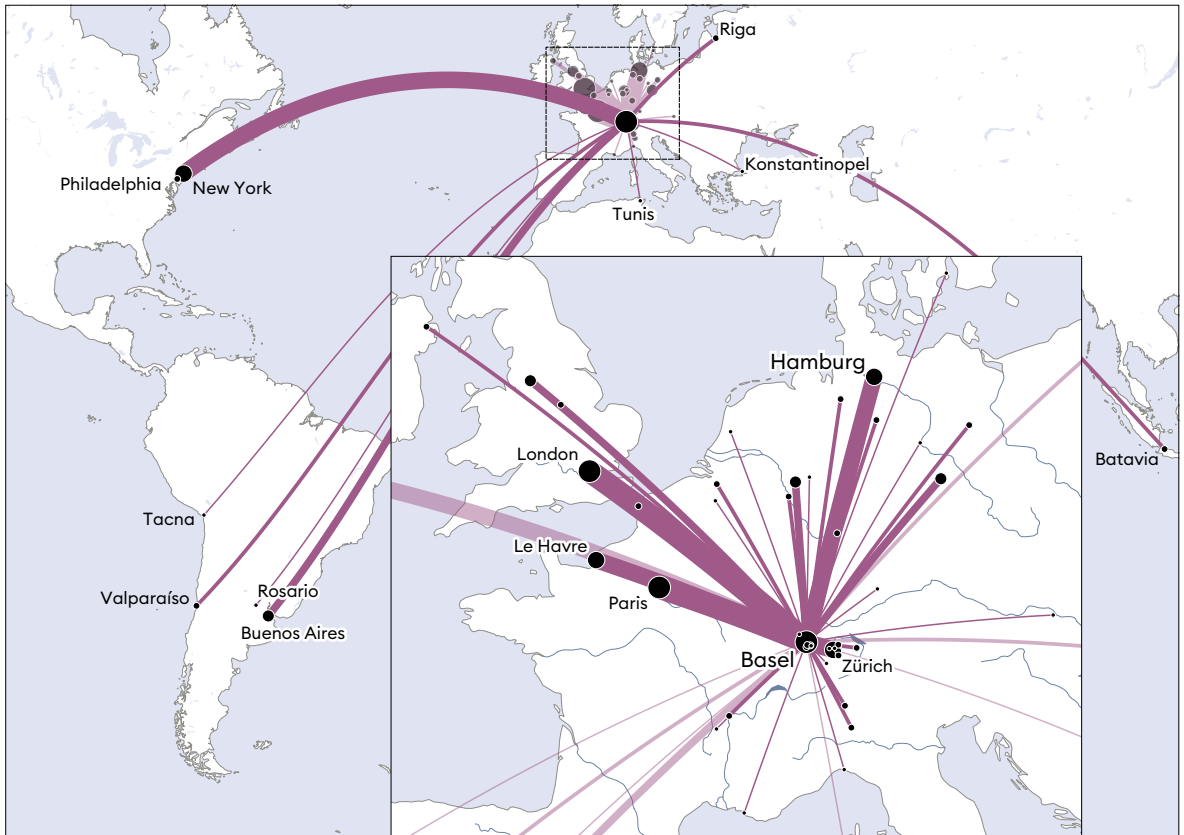 Riga
Philadelphia
New York
Konstantinopel
Tunis
Hamburg
London
Batavia
Tacna
Le Havre
Valparaíso
Rosario
Paris
Buenos Aires
Basel
Zürich